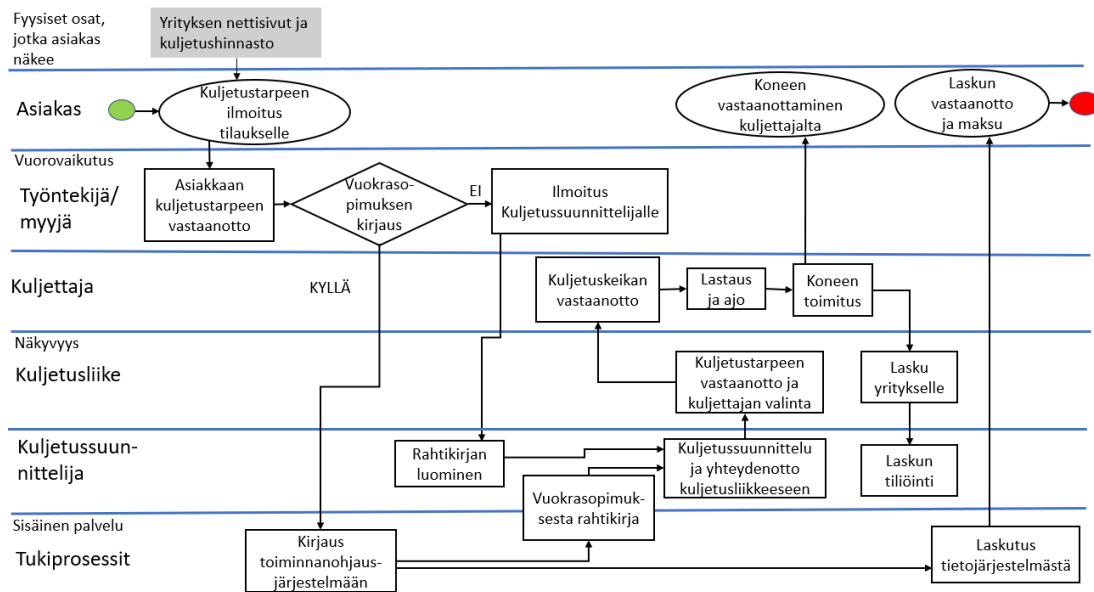 Fyysiset osat,
jotka asiakas
näkee
Yrityksen nettisivut ja
kuljetushinnasto
Asiakas
Kuljetustarpeen
ilmoitus
tilaukselle
Koneen
vastaanottaminen
kuljettajalta
Laskun
vastaanotto
ja maksu
Vuorovaikutus
Työntekijä/
myyjä
Asiakkaan
kuljetustarpeen
vastaanotto
Vuokraso-
pimuksen
kirjaus
EI
Ilmoitus
Kuljetussuunnittelijalle
Kuljettaja
KYLLÄ
Kuljetuskeikan
vastaanotto
Lastaus
ja ajo
Koneen
toimitus
Näkyvyys
Kuljetusliike
Kuljetustarpeen
vastaanotto ja
kuljettajan valinta
Lasku
yritykselle
Kuljetussuun-
nittelija
Rahtikirjan
luominen
Kuljetussuunnittelu
ja yhteydenotto
kuljetusliikkeeseen
Laskun
tiliöinti
Vuokrasopimuk-
sesta rahtikirja
Sisäinen palvelu
Tukiprosessit
Kirjaus
toiminnanohjaus-
järjestelmään
Laskutus
tietojärjestelmästä